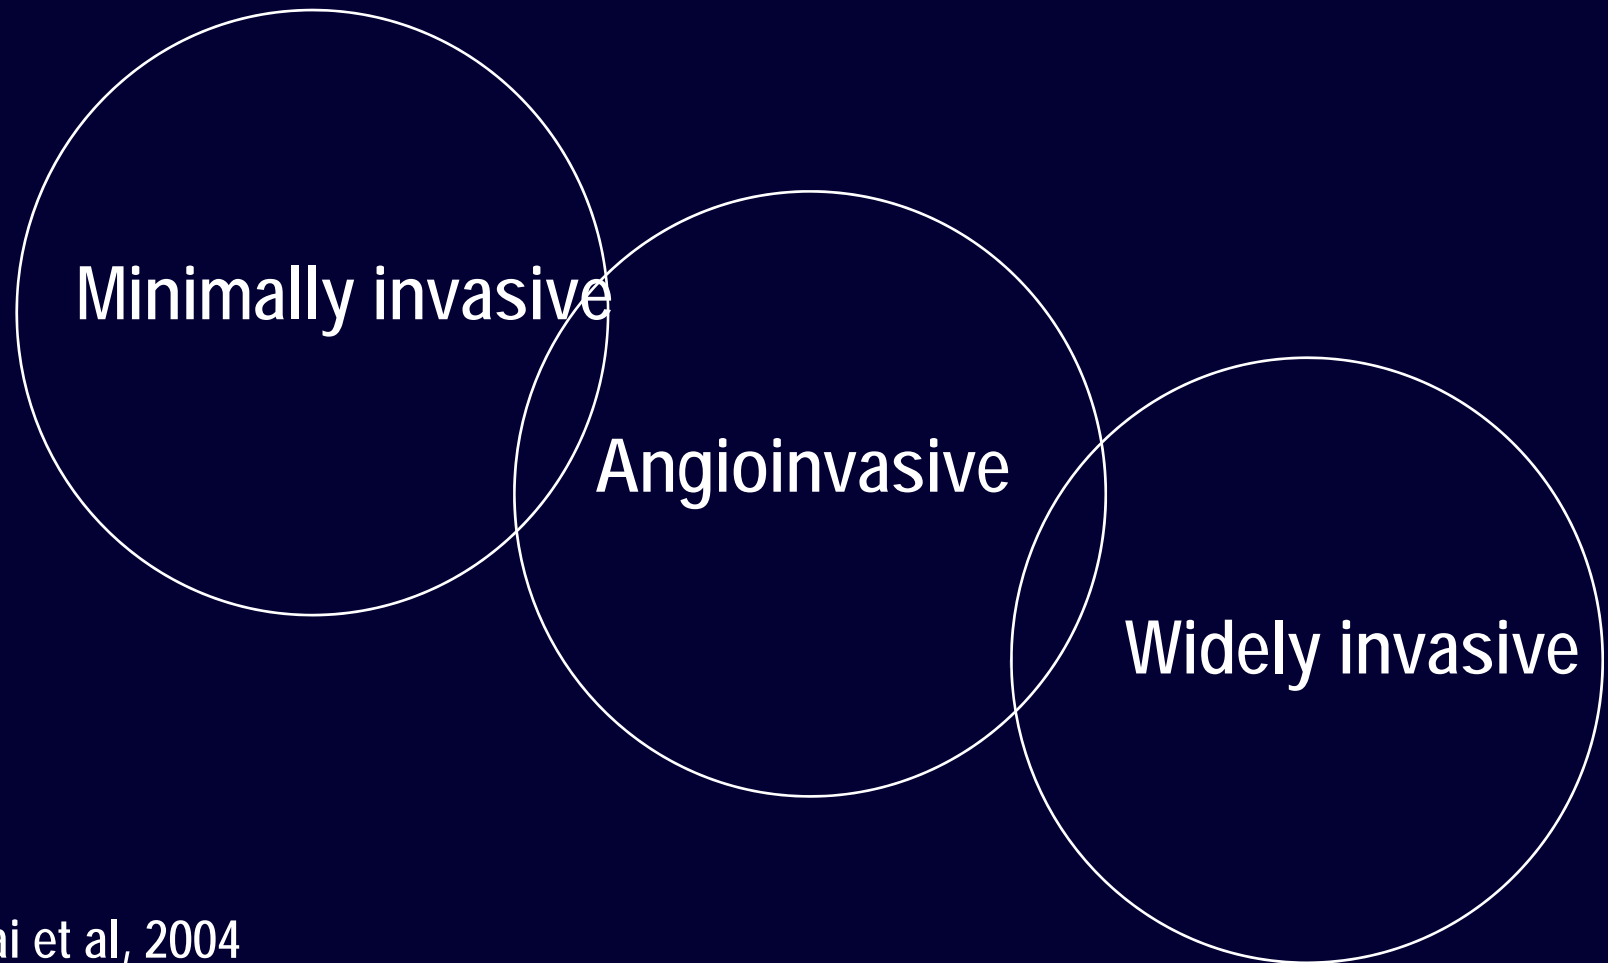 Minimally invasive
Angioinvasive
Widely invasive
et al, 2004